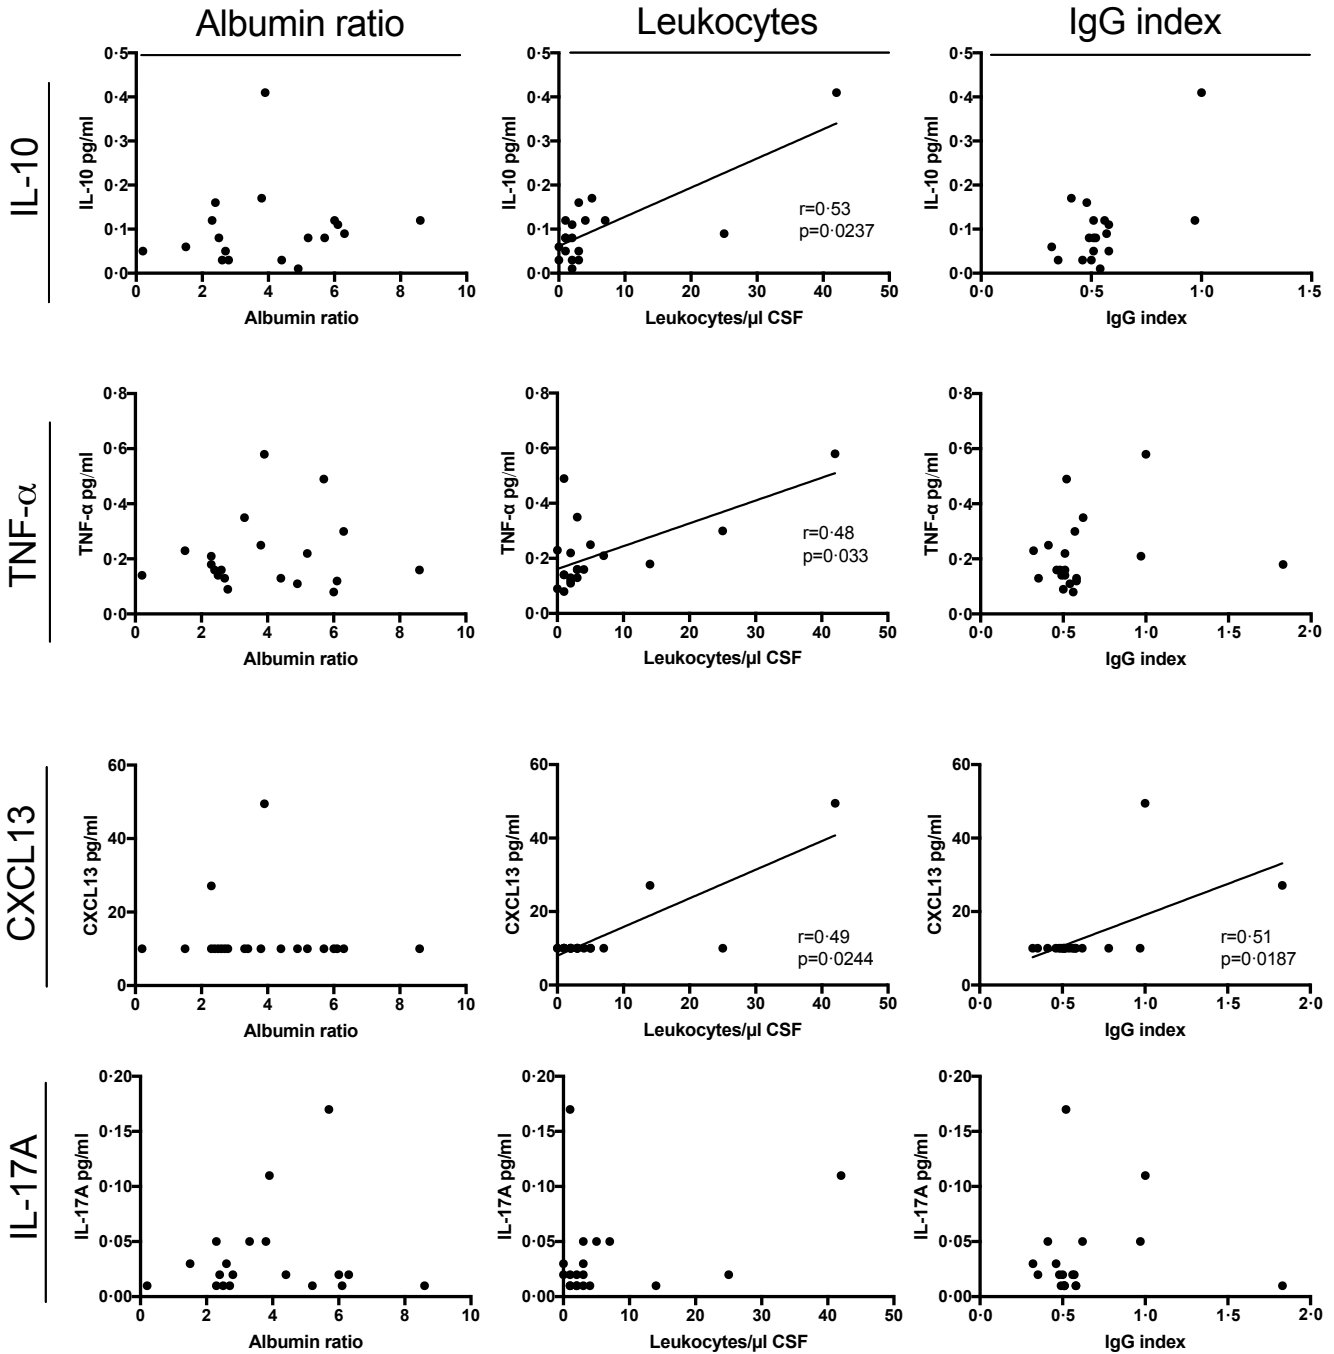 Albumin ratio Leukocytes IgG index
IL-10
IL-10 pg/ml
0·5
0·4
0·3
0·2
0·1
0·0
0 2 4 6 8 10
Albumin ratio
IL-10 pg/ml
0·5
0·4
0·3
0·2
0·1
0·0
r=0·53
p=0·0237
0 10 20 30 40 50
Leukocytes/µl CSF
IL-10 pg/ml
0·5
0·4
0·3
0·2
0·1
0·0
0·0 0·5 1·0 1·5
IgG index
TNF-α
TNF-α pg/ml
0·8
0·6
0·4
0·2
0·0
0 2 4 6 8 10
Albumin ratio
TNF-α pg/ml
0·8
0·6
0·4
0·2
0·0
r=0·48
p=0·033
0 10 20 30 40 50
Leukocytes/µl CSF
TNF-α pg/ml
0·8
0·6
0·4
0·2
0·0
0·0 0·5 1·0 1·5 2·0
IgG index
CXCL13
CXCL13 pg/ml
60
40
20
0
0 2 4 6 8 10
Albumin ratio
CXCL13 pg/ml
60
40
20
0
r=0·49
p=0·0244
0 10 20 30 40 50
Leukocytes/µl CSF
CXCL13 pg/ml
60
40
20
0
r=0·51
p=0·0187
0·0 0·5 1·0 1·5 2·0
IgG index
IL-17A
IL-17A pg/ml
0·20
0·15
0·10
0·05
0·00
0 2 4 6 8 10
Albumin ratio
IL-17A pg/ml
0·20
0·15
0·10
0·05
0·00
0 10 20 30 40 50
Leukocytes/µl CSF
IL-17A pg/ml
0·20
0·15
0·10
0·05
0·00
0·0 0·5 1·0 1·5 2·0
IgG index